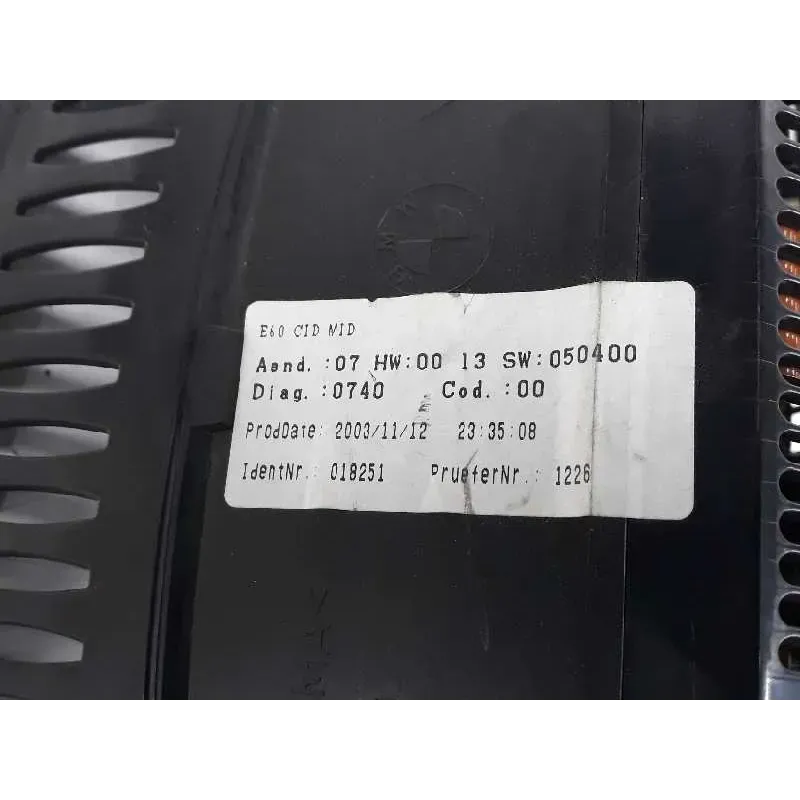 BMW
E60 CID MID
Aend. :07 HW:00 13 SW:050400
Diag. :0740 Cod. :00
ProdDate: 2003/11/12 23:35:08
IdentNr.: 018251 PrueferNr.: 1226